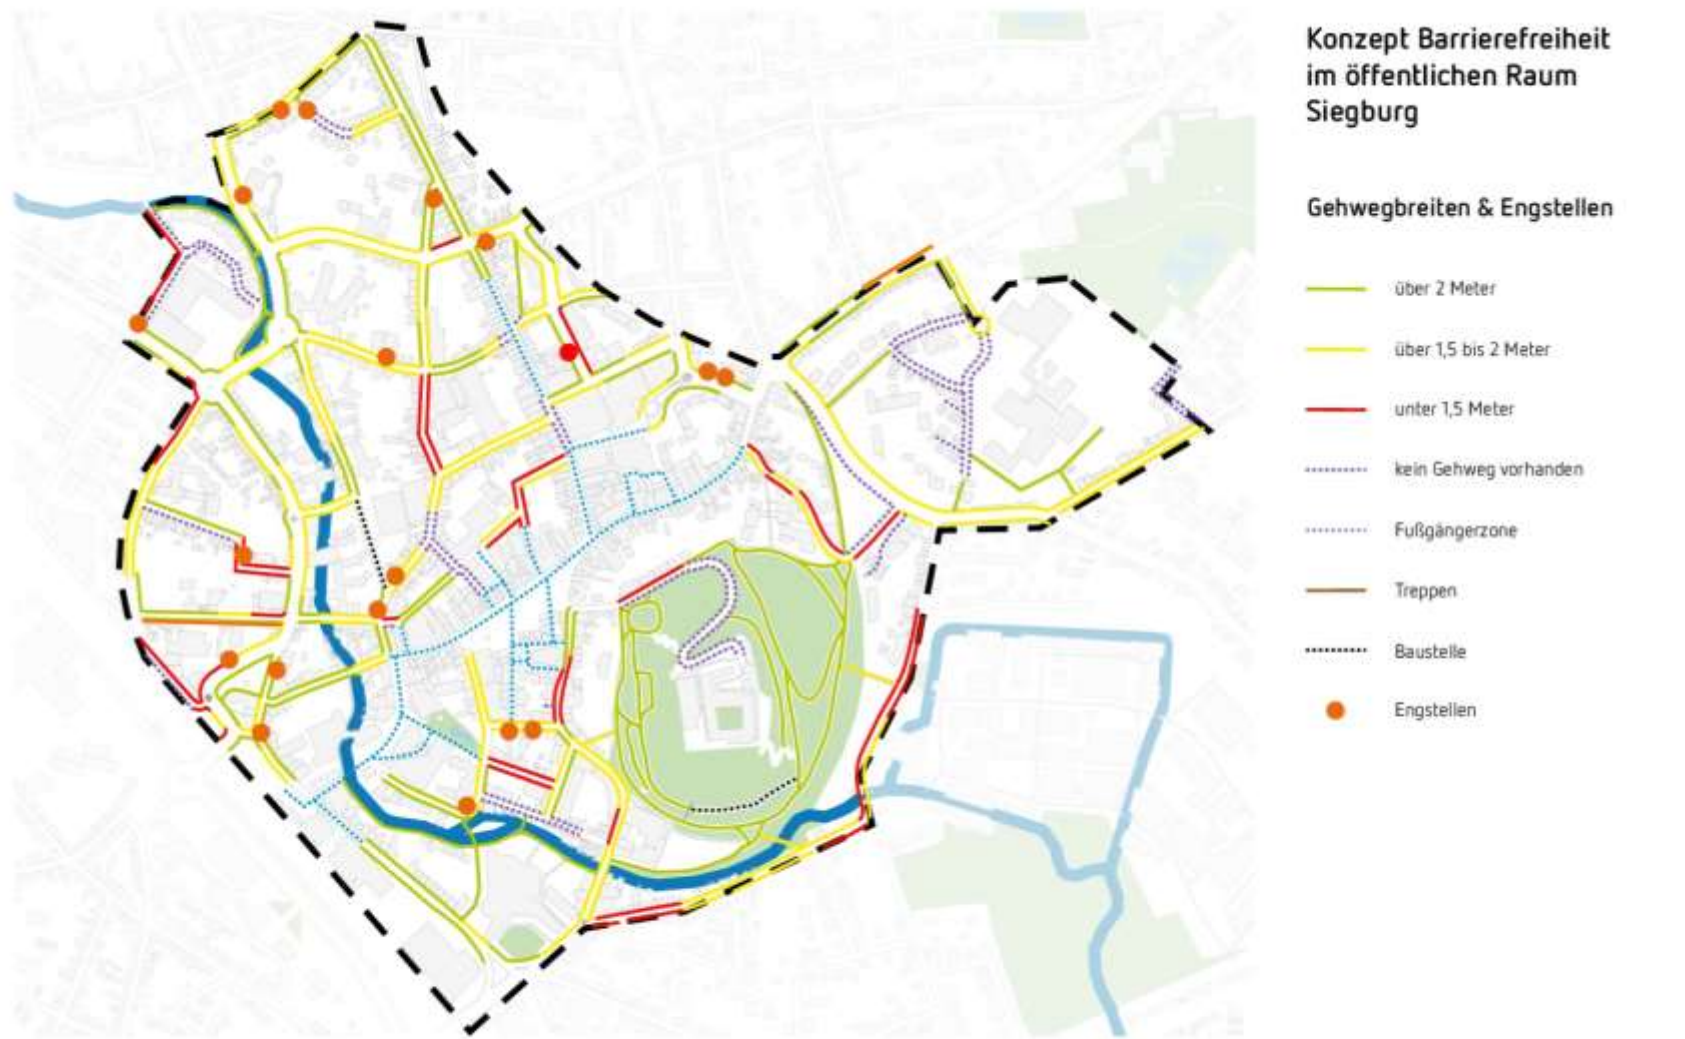 Konzept Barrierefreiheit
im öffentlichen Raum
Siegburg
Gehwegbreiten & Engstellen
über 2 Meter
über 1,5 bis 2 Meter
unter 1,5 Meter
kein Gehweg vorhanden
Fußgängerzone
Treppen
Baustelle
Engstellen